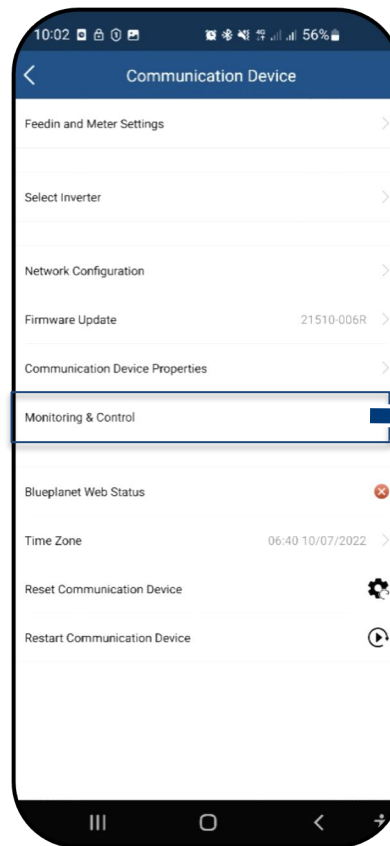 10:02 56%
Communication Device
Feedin and Meter Settings
Select Inverter
Network Configuration
Firmware Update 21510-006R
Communication Device Properties
Monitoring & Control
Blueplanet Web Status
Time Zone 06:40 10/07/2022
Reset Communication Device
Restart Communication Device